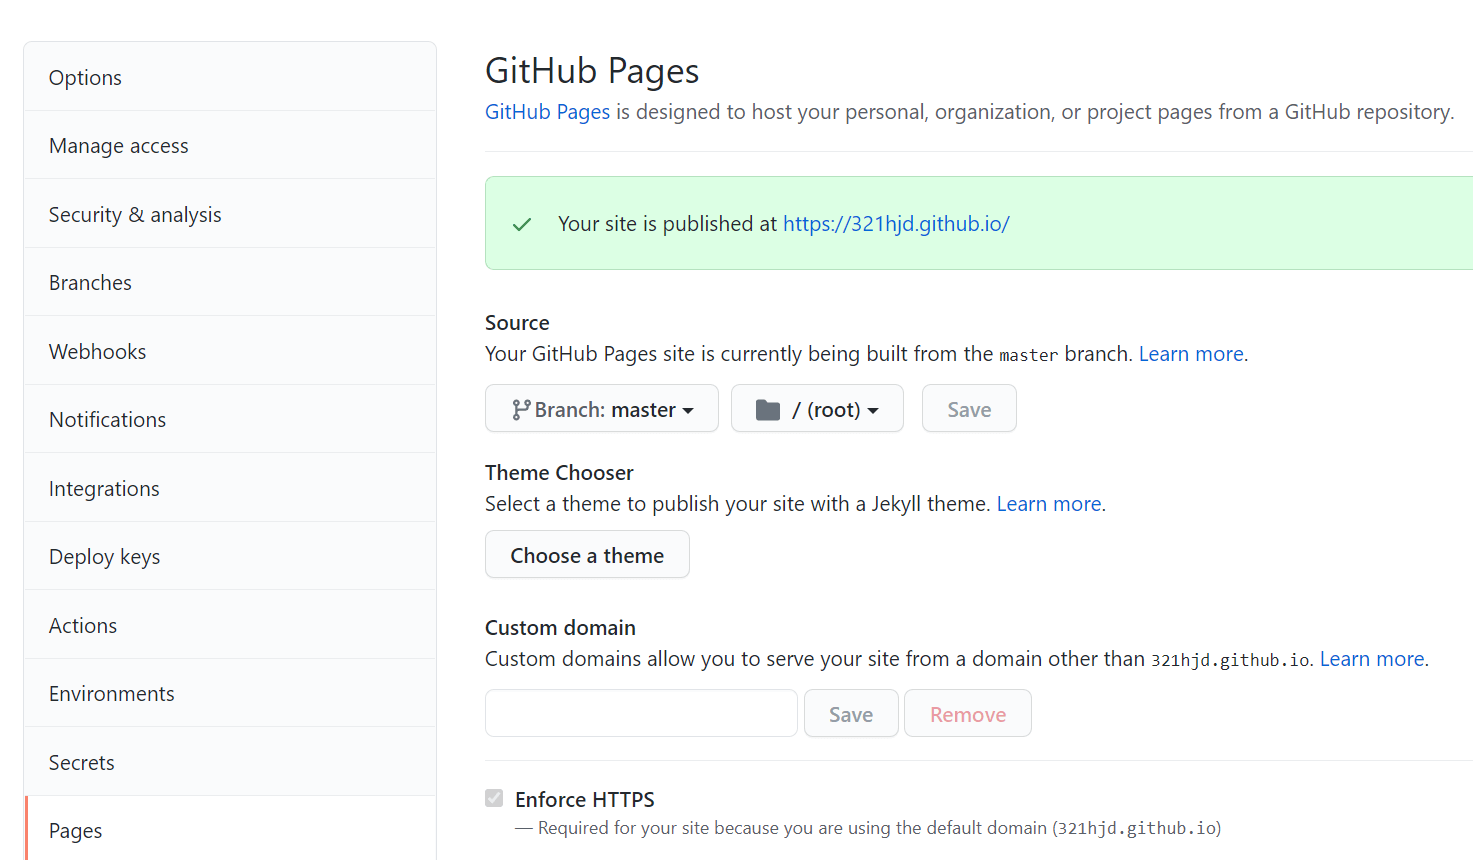 Options
Manage access
Security & analysis
Branches
Webhooks
Notifications
Integrations
Deploy keys
Actions
Environments
Secrets
Pages
GitHub Pages
GitHub Pages is designed to host your personal, organization, or project pages from a GitHub repository.
Your site is published at https://321hjd.github.io/
Source
Your GitHub Pages site is currently being built from the master branch. Learn more.
Branch: master / (root) Save
Theme Chooser
Select a theme to publish your site with a Jekyll theme. Learn more.
Choose a theme
Custom domain
Custom domains allow you to serve your site from a domain other than 321hjd.github.io. Learn more.
Save Remove
Enforce HTTPS
— Required for your site because you are using the default domain (321hjd.github.io)